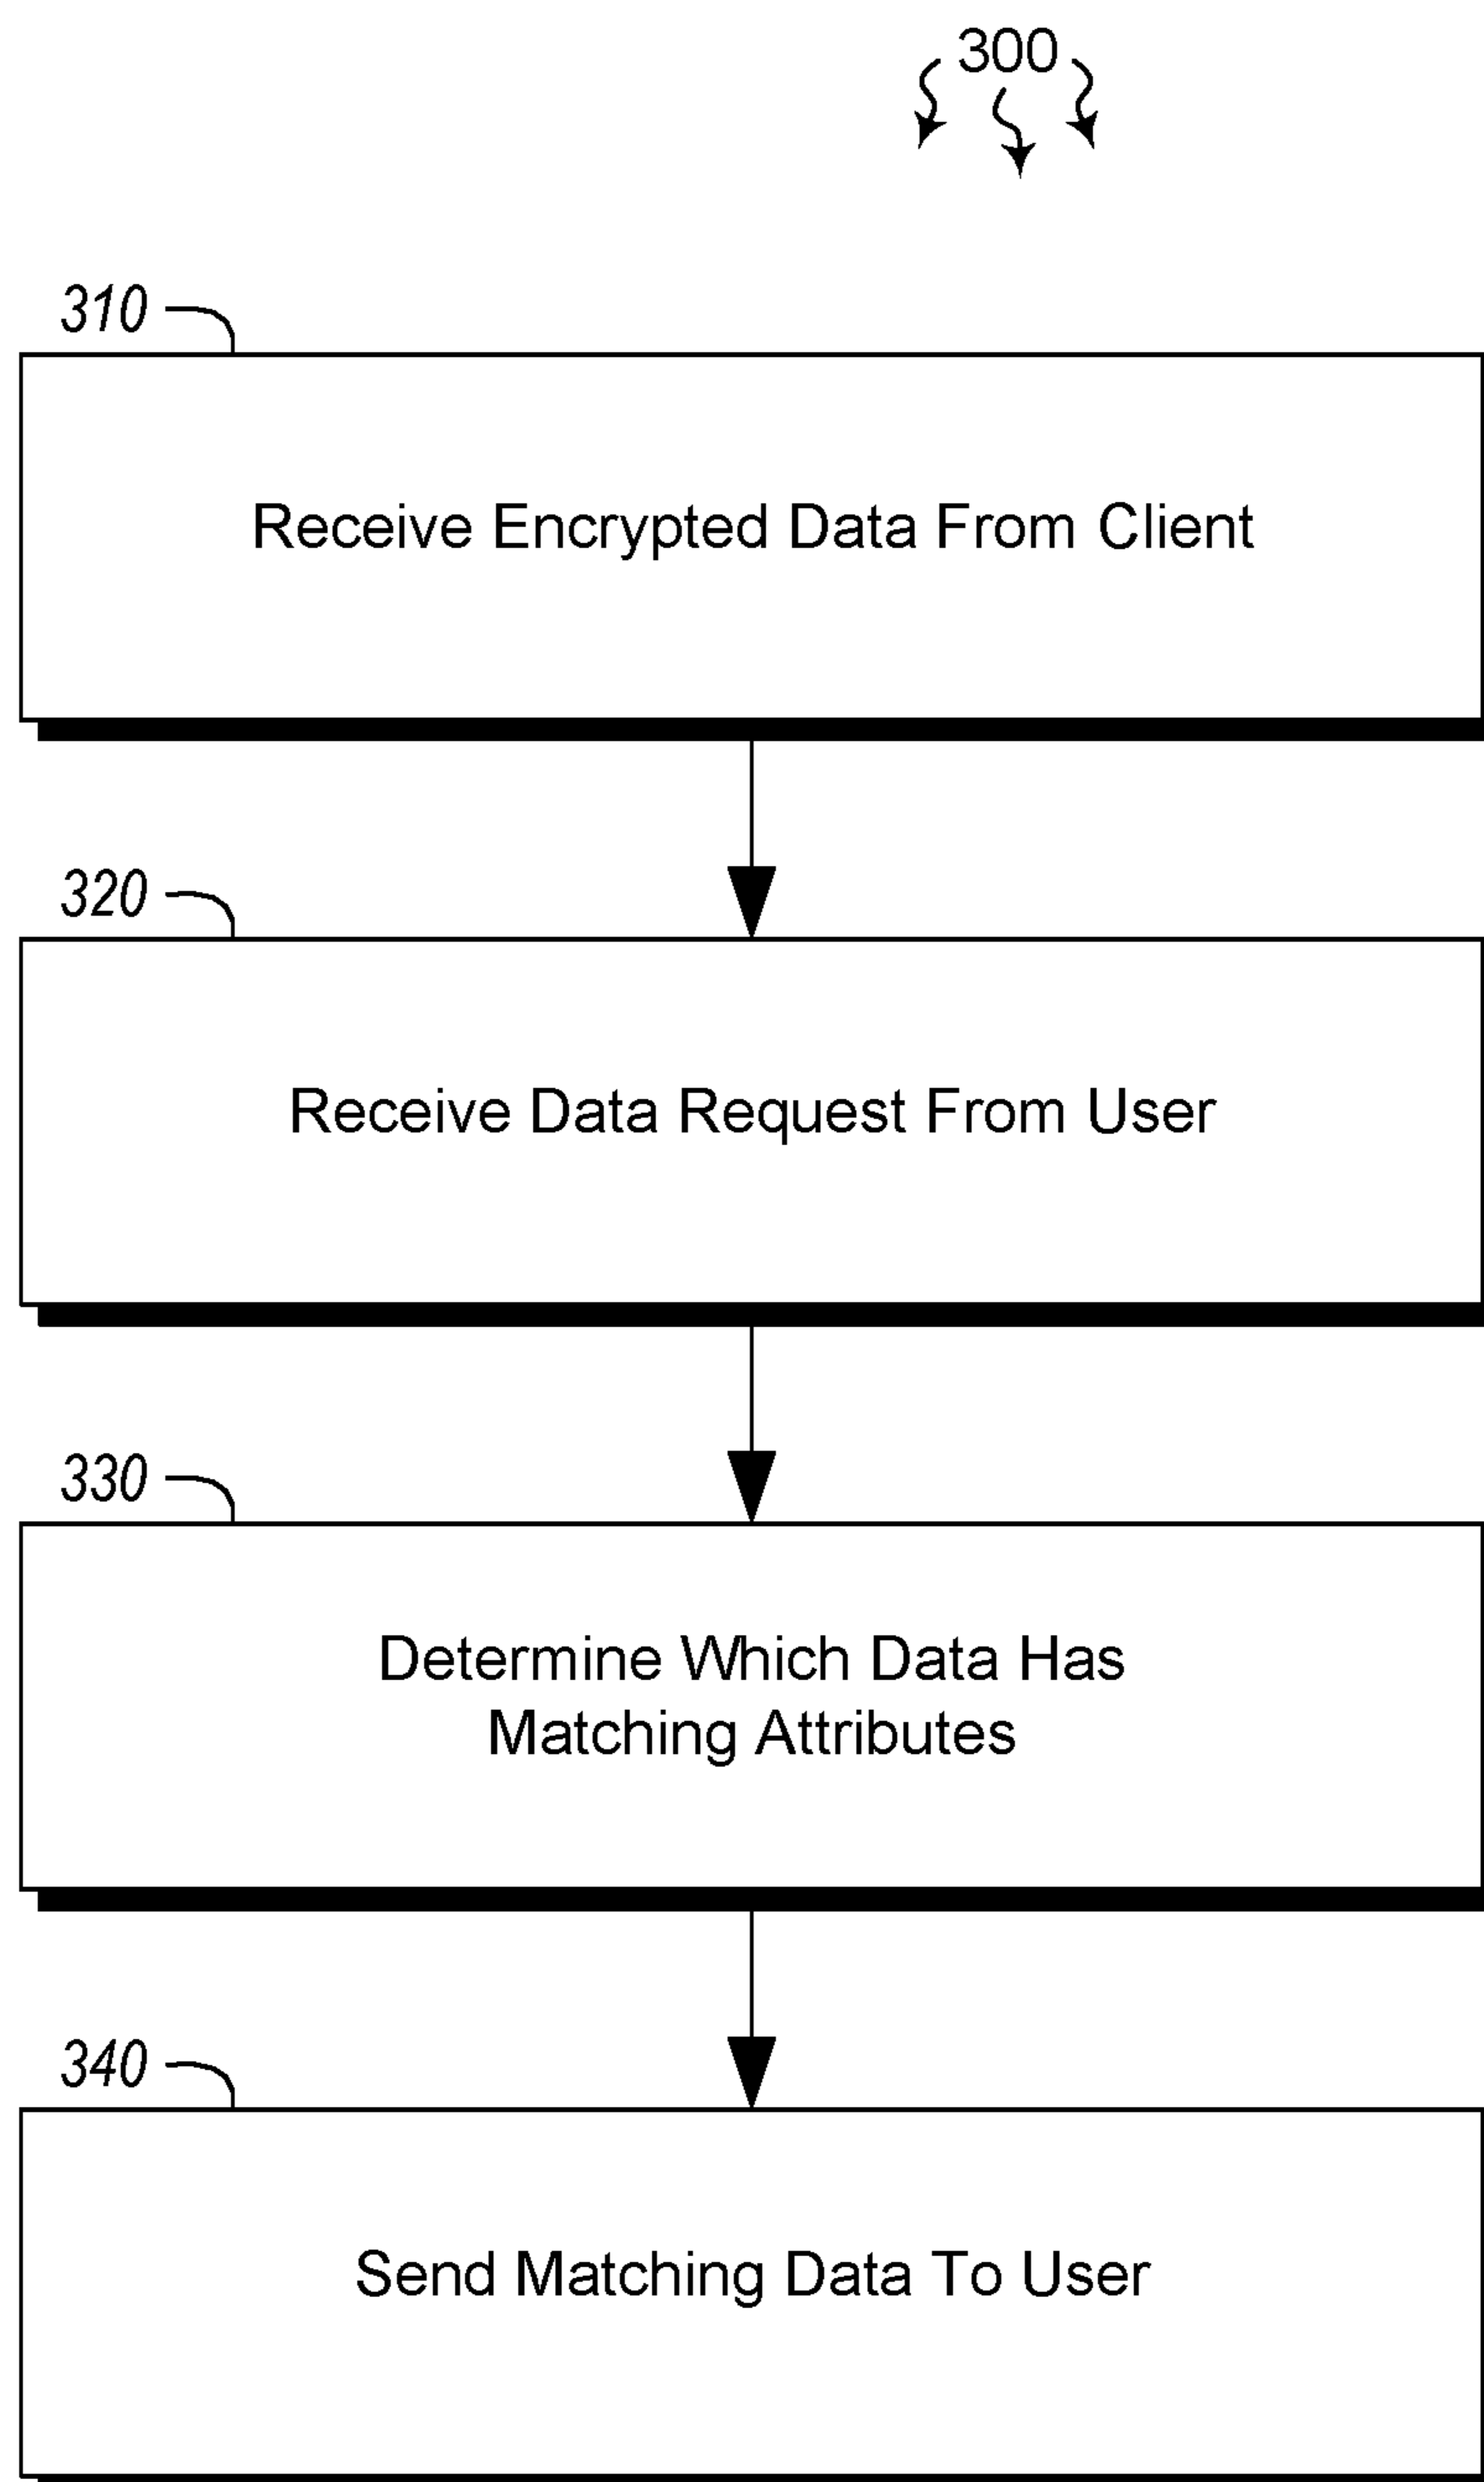 300
310
Receive Encrypted Data From Client
320
Receive Data Request From User
330
Determine Which Data Has
Matching Attributes
340
Send Matching Data To User